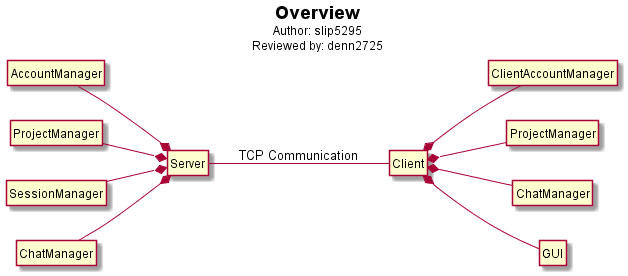 Overview
Author: slip5295
Reviewed by: denn2725
AccountManager
ProjectManager
SessionManager
ChatManager
Server
TCP Communication
Client
ClientAccountManager
ProjectManager
ChatManager
GUI